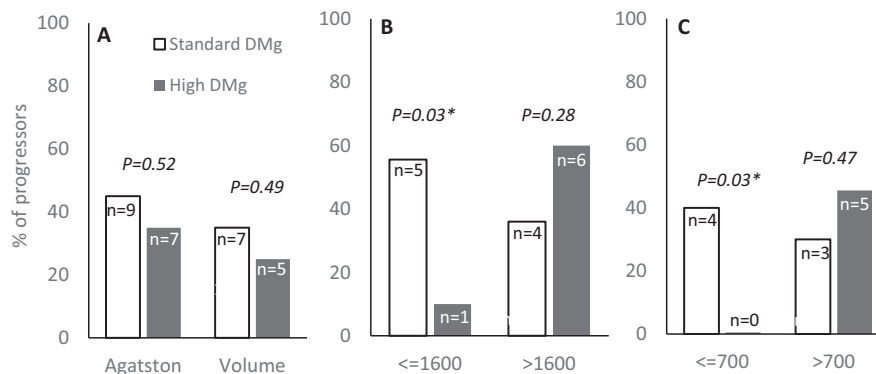 % of progressors
100
80
60
40
20
0
A
Standard DMg
High DMg
P=0.52
P=0.49
n=9
n=7
n=7
n=5
Agatston
Volume
100
80
60
40
20
0
B
P=0.03*
P=0.28
n=5
n=1
n=4
n=6
<=1600
>1600
100
80
60
40
20
0
C
P=0.03*
P=0.47
n=4
n=0
n=3
n=5
<=700
>700